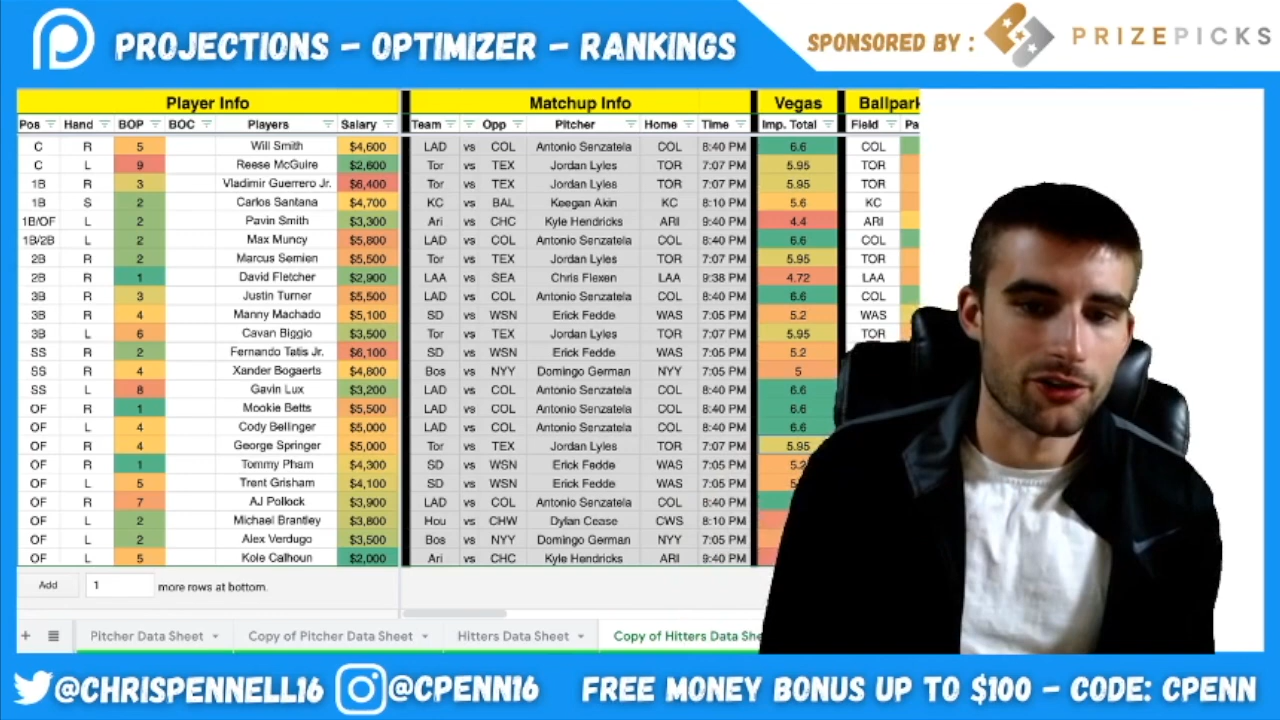 PROJECTIONS – OPTIMIZER – RANKINGS
SPONSORED BY : PRIZEPICKS
Player Info Matchup Info Vegas Ballpark
Pos Hand BOP BOC Players Salary Team Opp Pitcher Home Time Imp. Total Field Pa
C R 5 Will Smith $4,600 LAD vs COL Antonio Senzatela COL 8:40 PM 6.6 COL
C L 9 Reese McGuire $2,600 Tor vs TEX Jordan Lyles TOR 7:07 PM 5.95 TOR
1B R 3 Vladimir Guerrero Jr. $6,400 Tor vs TEX Jordan Lyles TOR 7:07 PM 5.95 TOR
1B S 2 Carlos Santana $4,700 KC vs BAL Keegan Akin KC 8:10 PM 5.6 KC
1B/OF L 2 Pavin Smith $3,300 Ari vs CHC Kyle Hendricks ARI 9:40 PM 4.4 ARI
1B/2B L 2 Max Muncy $5,800 LAD vs COL Antonio Senzatela COL 8:40 PM 6.6 COL
2B R 2 Marcus Semien $5,500 Tor vs TEX Jordan Lyles TOR 7:07 PM 5.95 TOR
2B R 1 David Fletcher $2,900 LAA vs SEA Chris Flexen LAA 9:38 PM 4.72 LAA
3B R 3 Justin Turner $5,500 LAD vs COL Antonio Senzatela COL 8:40 PM 6.6 COL
3B R 4 Manny Machado $5,100 SD vs WSN Erick Fedde WAS 7:05 PM 5.2 WAS
3B L 6 Cavan Biggio $3,500 Tor vs TEX Jordan Lyles TOR 7:07 PM 5.95 TOR
SS R 2 Fernando Tatis Jr. $6,100 SD vs WSN Erick Fedde WAS 7:05 PM 5.2
SS R 4 Xander Bogaerts $4,800 Bos vs NYY Domingo German NYY 7:05 PM 5
SS L 8 Gavin Lux $3,200 LAD vs COL Antonio Senzatela COL 8:40 PM 6.6
OF R 1 Mookie Betts $5,500 LAD vs COL Antonio Senzatela COL 8:40 PM 6.6
OF L 4 Cody Bellinger $5,000 LAD vs COL Antonio Senzatela COL 8:40 PM 6.6
OF R 4 George Springer $5,000 Tor vs TEX Jordan Lyles TOR 7:07 PM 5.95
OF R 1 Tommy Pham $4,300 SD vs WSN Erick Fedde WAS 7:05 PM 5.2
OF L 5 Trent Grisham $4,100 SD vs WSN Erick Fedde WAS 7:05 PM
OF R 7 AJ Pollock $3,900 LAD vs COL Antonio Senzatela COL 8:40 PM
OF L 2 Michael Brantley $3,800 Hou vs CHW Dylan Cease CWS 8:10 PM
OF L 2 Alex Verdugo $3,500 Bos vs NYY Domingo German NYY 7:05 PM
OF L 5 Kole Calhoun $2,000 Ari vs CHC Kyle Hendricks ARI 9:40 PM
Add 1 more rows at bottom.
+ Pitcher Data Sheet Copy of Pitcher Data Sheet Hitters Data Sheet Copy of Hitters Data She
@CHRISPENNELL16 @CPENN16 FREE MONEY BONUS UP TO $100 – CODE: CPENN